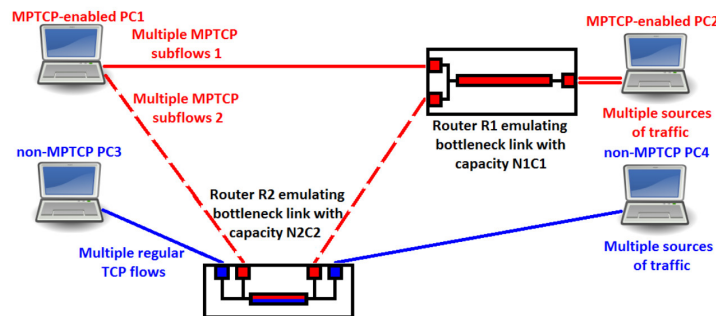 MPTCP-enabled PC1
Multiple MPTCP
subflows 1
Multiple MPTCP
subflows 2
MPTCP-enabled PC2
Multiple sources
of traffic
Router R1 emulating
bottleneck link with
capacity N1C1
non-MPTCP PC3
non-MPTCP PC4
Router R2 emulating
bottleneck link with
capacity N2C2
Multiple regular
TCP flows
Multiple sources
of traffic